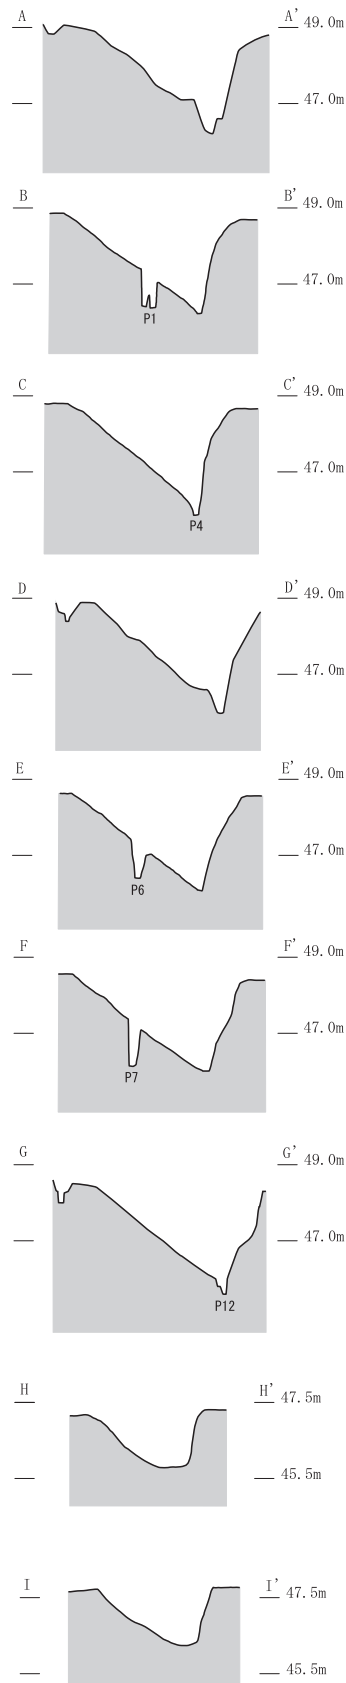 A A' 49.0m
47.0m
B B' 49.0m
47.0m
P1
C C' 49.0m
47.0m
P4
D D' 49.0m
47.0m
E E' 49.0m
47.0m
P6
F F' 49.0m
47.0m
P7
G G' 49.0m
47.0m
P12
H H' 47.5m
45.5m
I I' 47.5m
45.5m